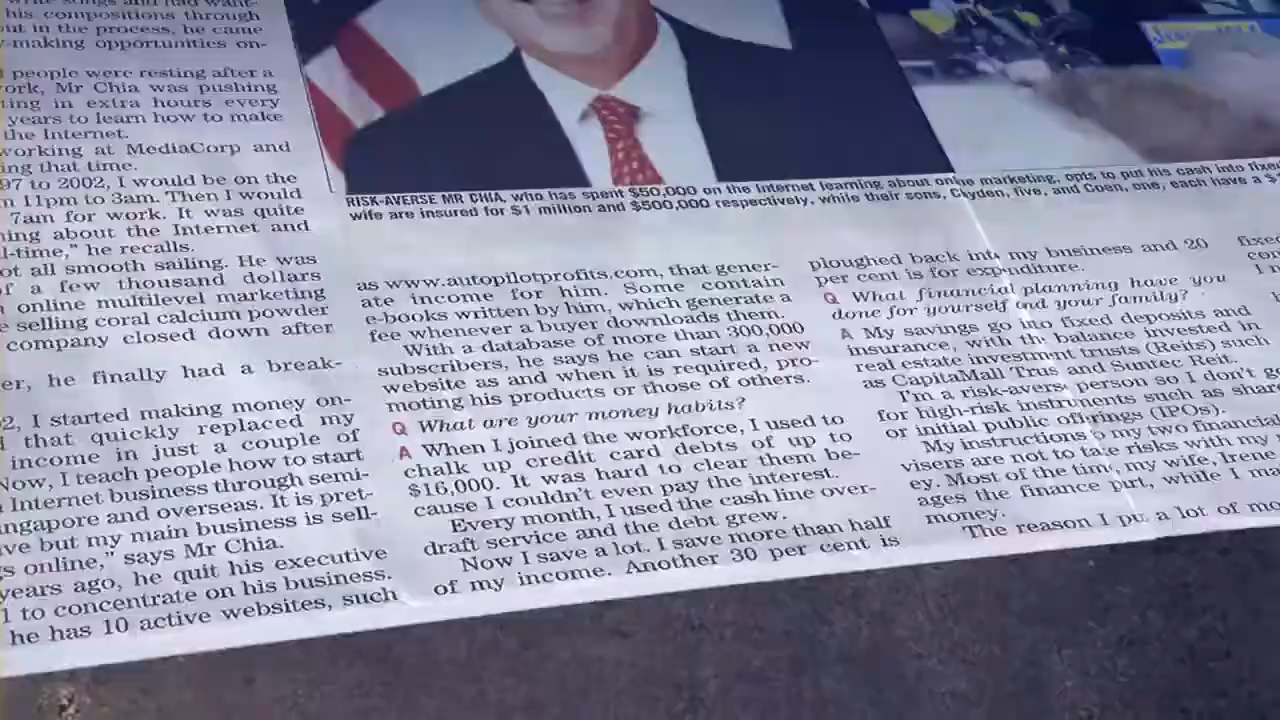 his compositions through
in the process, he came
-making opportunities on-
people were resting after a
ork, Mr Chia was pushing
ting in extra hours every
years to learn how to make
the Internet.
working at MediaCorp and
ing that time.
97 to 2002, I would be on the
11pm to 3am. Then I would
7am for work. It was quite
ning about the Internet and
l-time," he recalls.
ot all smooth sailing. He was
of a few thousand dollars
online multilevel marketing
e selling coral calcium powder
company closed down after
er, he finally had a break-
2, I started making money on-
that quickly replaced my
income in just a couple of
Now, I teach people how to start
Internet business through semi-
ngapore and overseas. It is pret-
ve but my main business is sell-
s online," says Mr Chia.
years ago, he quit his executive
1 to concentrate on his business.
he has 10 active websites, such
RISK-AVERSE MR CHIA, who has spent $50,000 on the Internet learning about online marketing, opts to put his cash into fixed
wife are insured for $1 million and $500,000 respectively, while their sons, Clyden, five, and Coen, one, each have a $
as www.autopilotprofits.com, that gener-
ate income for him. Some contain
e-books written by him, which generate a
fee whenever a buyer downloads them.
With a database of more than 300,000
subscribers, he says he can start a new
website as and when it is required, pro-
moting his products or those of others.
Q What are your money habits?
A When I joined the workforce, I used to
chalk up credit card debts of up to
$16,000. It was hard to clear them be-
cause I couldn't even pay the interest.
Every month, I used the cash line over-
draft service and the debt grew.
Now I save a lot. I save more than half
of my income. Another 30 per cent is
ploughed back into my business and 20
per cent is for expenditure.
Q What financial planning have you
done for yourself and your family?
A My savings go into fixed deposits and
insurance, with the balance invested in
real estate investment trusts (Reits) such
as CapitaMall Trus and Suntec Reit.
I'm a risk-averse person so I don't go
for high-risk instruments such as share
or initial public offerings (IPOs).
My instructions to my two financial
visers are not to take risks with my
ey. Most of the time, my wife, Irene
ages the finance part, while I ma
money.
The reason I put a lot of mo
fixed
con
I